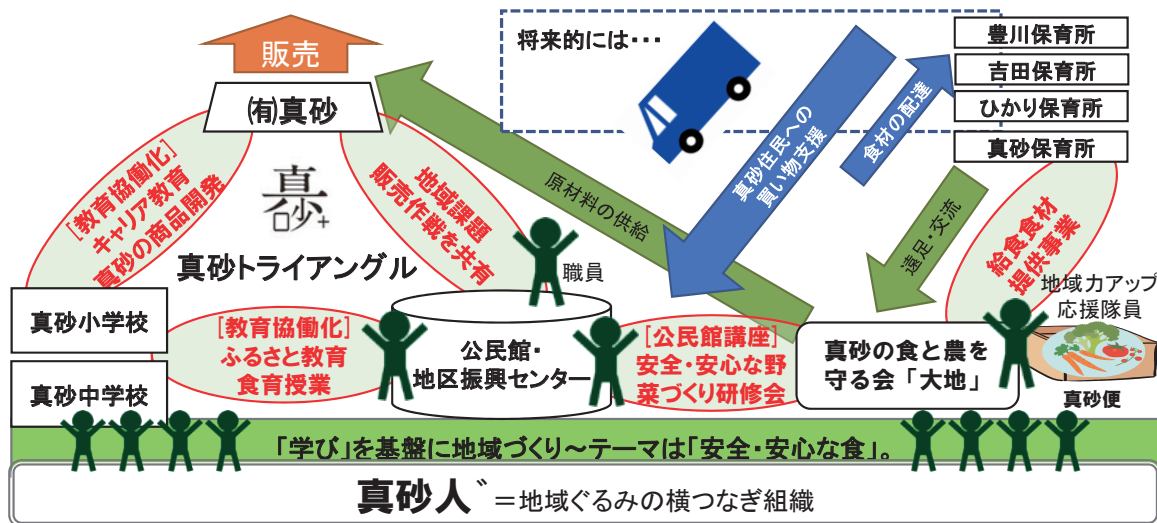 販売
㈲真砂
将来的には・・・
豊川保育所
吉田保育所
ひかり保育所
真砂保育所
食材の配達
真砂住民への
買い物支援
原材料の供給
遠足・交流
給食食材
提供事業
[教育協働化]
キャリア教育
真砂の商品開発
真砂+
地域課題
販売作戦を共有
真砂トライアングル
職員
地域力アップ
応援隊員
真砂小学校
真砂中学校
[教育協働化]
ふるさと教育
食育授業
公民館・
地区振興センター
[公民館講座]
安全・安心な野
菜づくり研修会
真砂の食と農を
守る会「大地」
真砂便
「学び」を基盤に地域づくり~テーマは「安全・安心な食」。
真砂人゛=地域ぐるみの横つなぎ組織